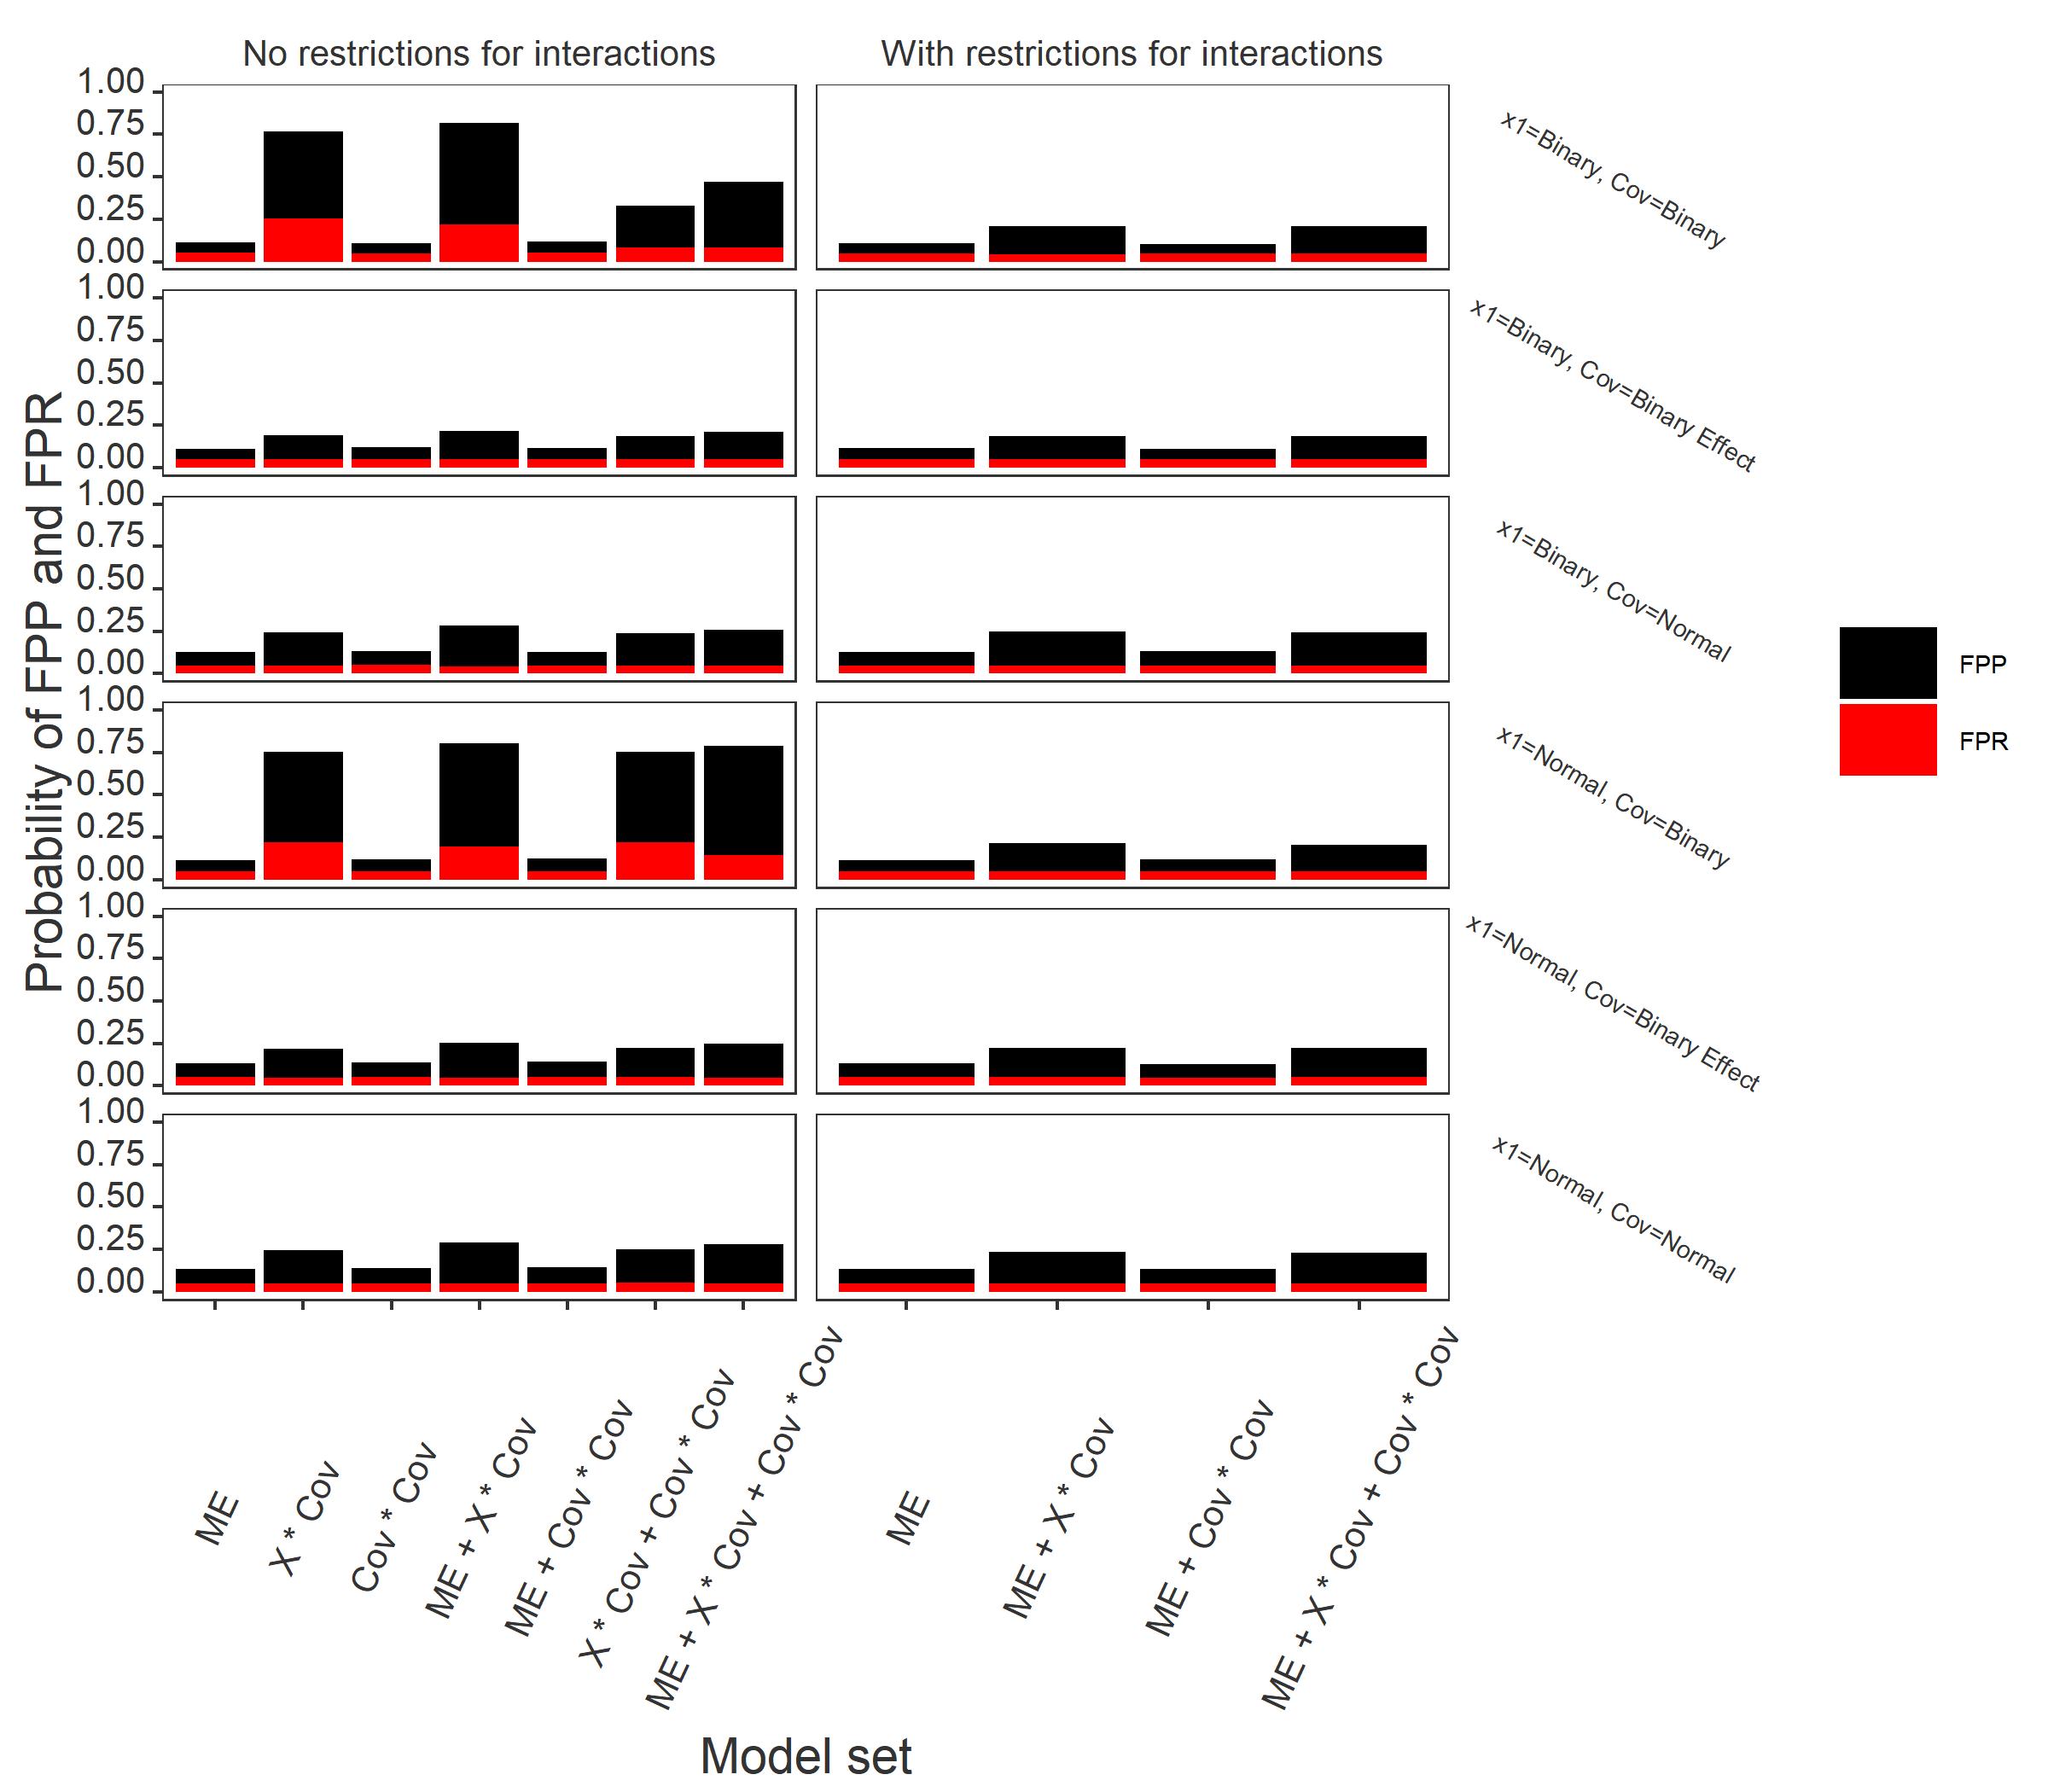 No restrictions for interactions
With restrictions for interactions
Probability of FPP and FPR
1.00
0.75
0.50
0.25
0.00
x1=Binary, Cov=Binary
1.00
0.75
0.50
0.25
0.00
x1=Binary, Cov=Binary Effect
1.00
0.75
0.50
0.25
0.00
x1=Binary, Cov=Normal
1.00
0.75
0.50
0.25
0.00
x1=Normal, Cov=Binary
1.00
0.75
0.50
0.25
0.00
x1=Normal, Cov=Binary Effect
1.00
0.75
0.50
0.25
0.00
x1=Normal, Cov=Normal
FPP
FPR
ME
X * Cov
Cov * Cov
ME + X * Cov
ME + Cov * Cov
X * Cov + Cov * Cov
ME + X * Cov + Cov * Cov
ME
ME + X * Cov
ME + Cov * Cov
ME + X * Cov + Cov * Cov
Model set